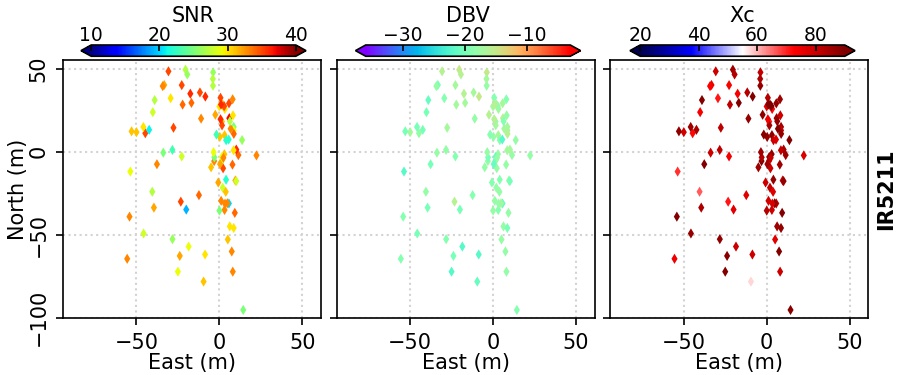 SNR DBV Xc
10 20 30 40 −30 −20 −10 20 40 60 80
50
0
−50
−100
North (m)
IR5211
−50 0 50 −50 0 50 −50 0 50
East (m) East (m) East (m)